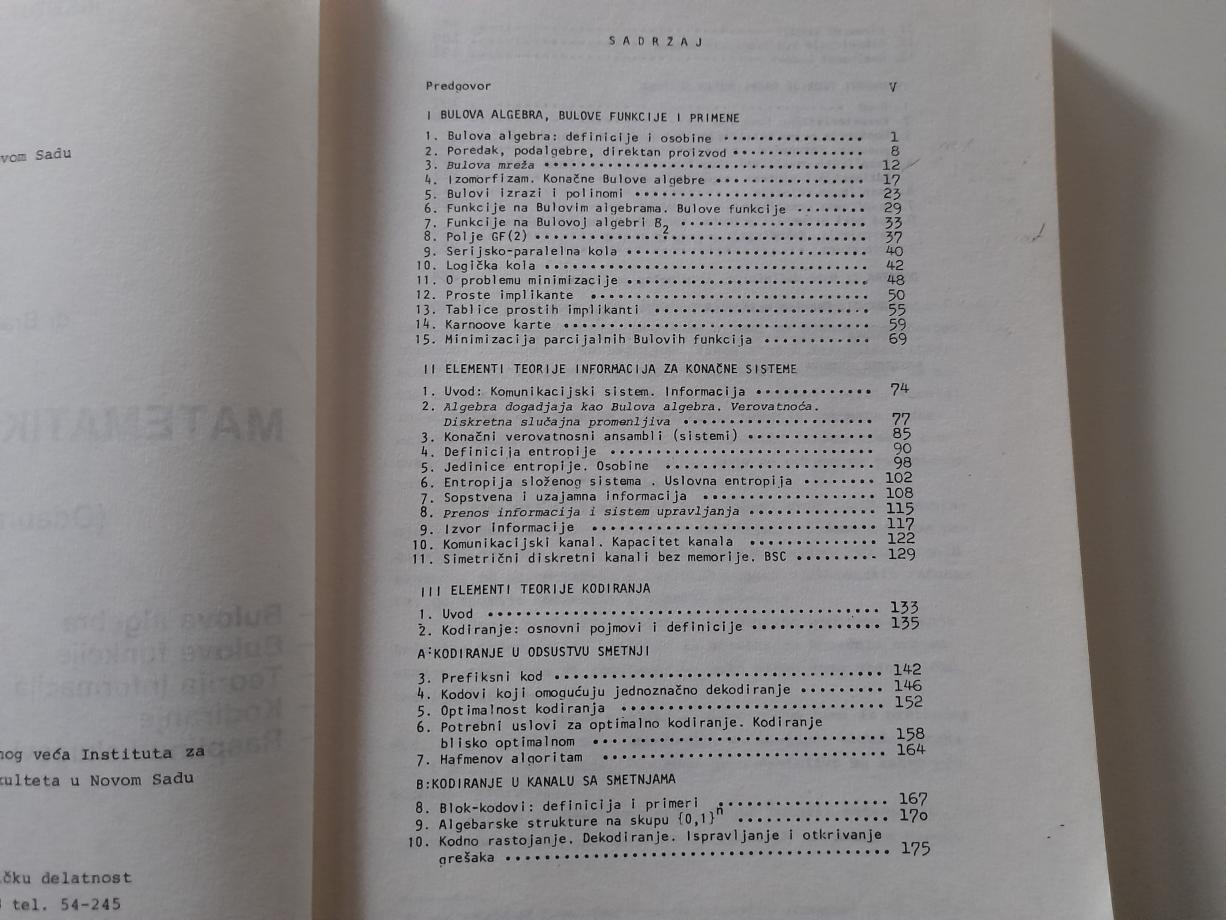 vom Sadu
nog veća Instituta za
kulteta u Novom Sadu
čku delatnost
tel. 54-245
SADRŽAJ
Predgovor V
I BULOVA ALGEBRA, BULOVE FUNKCIJE I PRIMENE
1. Bulova algebra: definicije i osobine ................ 1
2. Poredak, podalgebre, direktan proizvod ................ 8
3. Bulova mreža ................ 12
4. Izomorfizam. Konačne Bulove algebre ................ 17
5. Bulovi izrazi i polinomi ................ 23
6. Funkcije na Bulovim algebrama. Bulove funkcije ........ 29
7. Funkcije na Bulovoj algebri B2 ................ 33
8. Polje GF(2) ................ 37
9. Serijsko-paralelna kola ................ 40
10. Logička kola ................ 42
11. O problemu minimizacije ................ 48
12. Proste implikante ................ 50
13. Tablice prostih implikanti ................ 55
14. Karnoove karte ................ 59
15. Minimizacija parcijalnih Bulovih funkcija ............ 69
II ELEMENTI TEORIJE INFORMACIJA ZA KONAČNE SISTEME
1. Uvod: Komunikacijski sistem. Informacija ............. 74
2. Algebra dogadjaja kao Bulova algebra. Verovatnoća.
Diskretna slučajna promenljiva ................ 77
3. Konačni verovatnosni ansambli (sistemi) .............. 85
4. Definicija entropije ................ 90
5. Jedinice entropije. Osobine ................ 98
6. Entropija složenog sistema . Uslovna entropija ........ 102
7. Sopstvena i uzajamna informacija ................ 108
8. Prenos informacija i sistem upravljanja .............. 115
9. Izvor informacije ................ 117
10. Komunikacijski kanal. Kapacitet kanala .............. 122
11. Simetrični diskretni kanali bez memorije. BSC ......... 129
III ELEMENTI TEORIJE KODIRANJA
1. Uvod ................ 133
2. Kodiranje: osnovni pojmovi i definicije .............. 135
A:KODIRANJE U ODSUSTVU SMETNJI
3. Prefiksni kod ................ 142
4. Kodovi koji omogućuju jednoznačno dekodiranje ......... 146
5. Optimalnost kodiranja ................ 152
6. Potrebni uslovi za optimalno kodiranje. Kodiranje
blisko optimalnom ................ 158
7. Hafmenov algoritam ................ 164
B:KODIRANJE U KANALU SA SMETNJAMA
8. Blok-kodovi: definicija i primeri ................ 167
9. Algebarske strukture na skupu {0,1}n ................ 170
10. Kodno rastojanje. Dekodiranje. Ispravljanje i otkrivanje
grešaka ................ 175